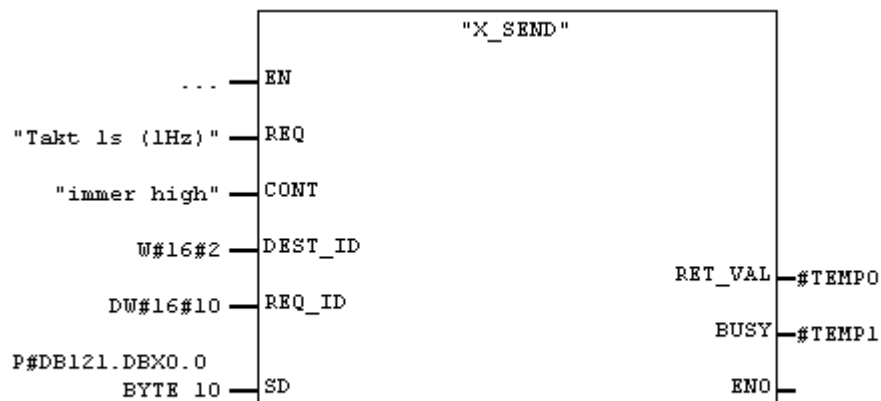 "X_SEND"
... EN
"Takt 1s (1Hz)" REQ
"immer high" CONT
W#16#2 DEST_ID
RET_VAL #TEMP0
DW#16#10 REQ_ID
BUSY #TEMP1
P#DB121.DBX0.0
BYTE 10 SD
ENO